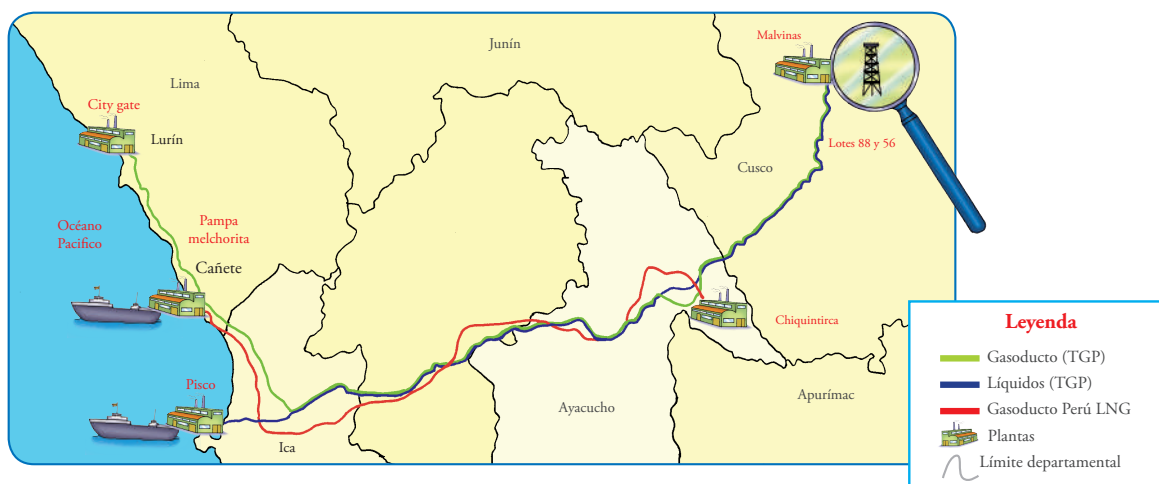 Junín
Malvinas
Lima
City gate
Lurín
Lotes 88 y 56
Cusco
Océano
Pacifico
Pampa
melchorita
Cañete
Chiquintirca
Pisco
Apurímac
Ayacucho
Ica
Leyenda
Gasoducto (TGP)
Líquidos (TGP)
Gasoducto Perú LNG
Plantas
Límite departamental